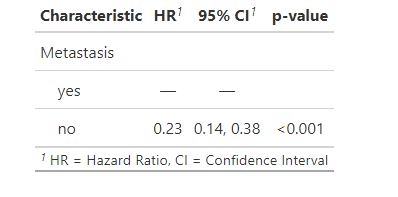 Characteristic HR¹ 95% CI¹ p-value
Metastasis
yes — —
no 0.23 0.14, 0.38 <0.001
¹ HR = Hazard Ratio, CI = Confidence Interval